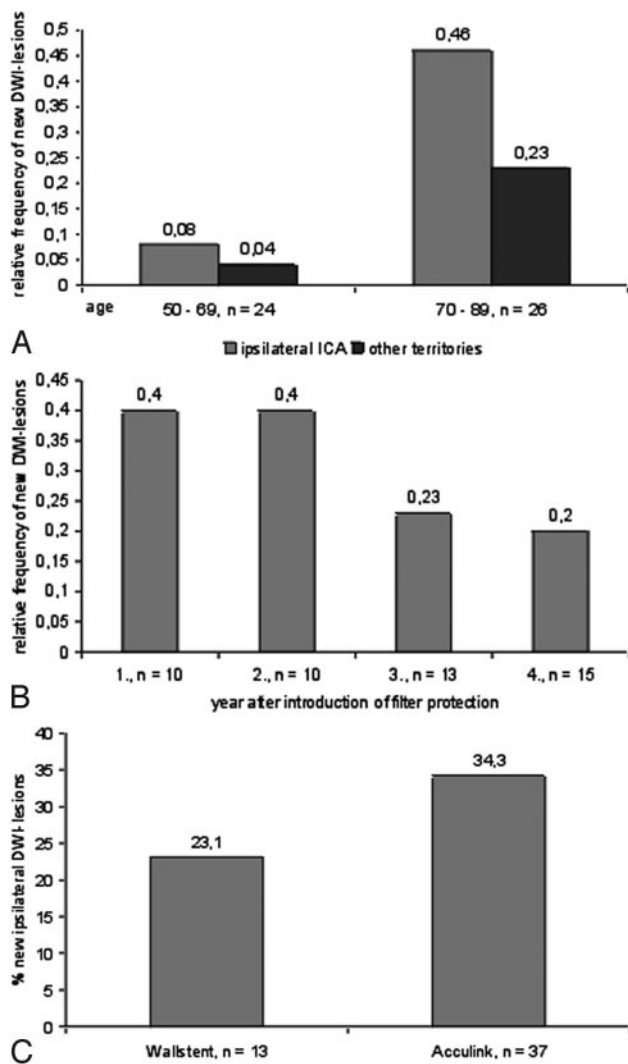 relative frequency of new DWI-lesions
0,5
0,45
0,4
0,35
0,3
0,25
0,2
0,15
0,1
0,05
0
0,08
0,04
0,46
0,23
age
50 - 69, n = 24
70 - 89, n = 26
A
ipsilateral ICA other territories
relative frequency of new DWI-lesions
0,45
0,4
0,35
0,3
0,25
0,2
0,15
0,1
0,05
0
0,4
0,4
0,23
0,2
1., n = 10
2., n = 10
3., n = 13
4., n = 15
B
year after introduction of filter protection
% new ipsilateral DWI-lesions
40
35
30
25
20
15
10
5
0
23,1
34,3
C
Wallstent, n = 13
Acculink, n = 37